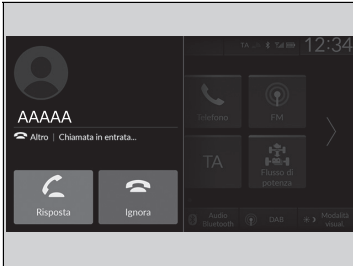 TA
12:34
AAAAA
Altro | Chiamata in entrata...
Risposta
Ignora
Telefono
FM
TA
Flusso di
potenza
Audio
Bluetooth
DAB
Modalità
visual.